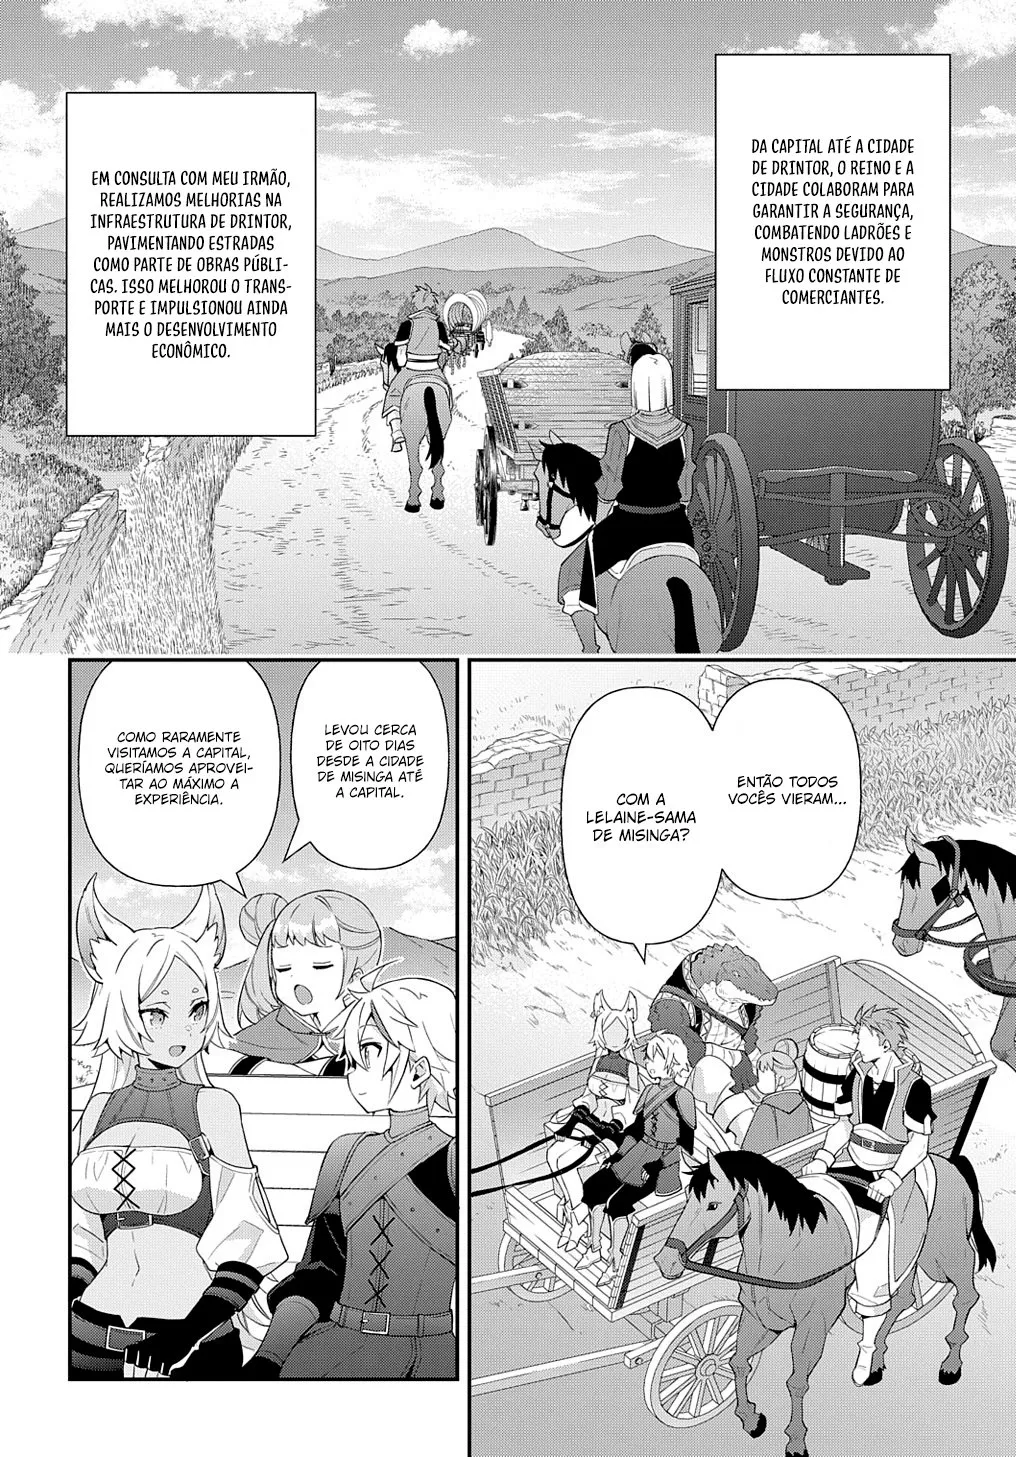 DA CAPITAL ATÉ A CIDADE
DE DRINTOR, O REINO E A
CIDADE COLABORAM PARA
GARANTIR A SEGURANÇA,
COMBATENDO LADRÕES E
MONSTROS DEVIDO AO
FLUXO CONSTANTE DE
COMERCIANTES.
EM CONSULTA COM MEU IRMÃO,
REALIZAMOS MELHORIAS NA
INFRAESTRUTURA DE DRINTOR,
PAVIMENTANDO ESTRADAS
COMO PARTE DE OBRAS PÚBLI-
CAS. ISSO MELHOROU O TRANS-
PORTE E IMPULSIONOU AINDA
MAIS O DESENVOLVIMENTO
ECONÔMICO.
ENTÃO TODOS
VOCÊS VIERAM...
COM A
LELAINE-SAMA
DE MISINGA?
LEVOU CERCA
DE OITO DIAS
DESDE A CIDADE
DE MISINGA ATÉ
A CAPITAL.
COMO RARAMENTE
VISITAMOS A CAPITAL,
QUERÍAMOS APROVEI-
TAR AO MÁXIMO A
EXPERIÊNCIA.